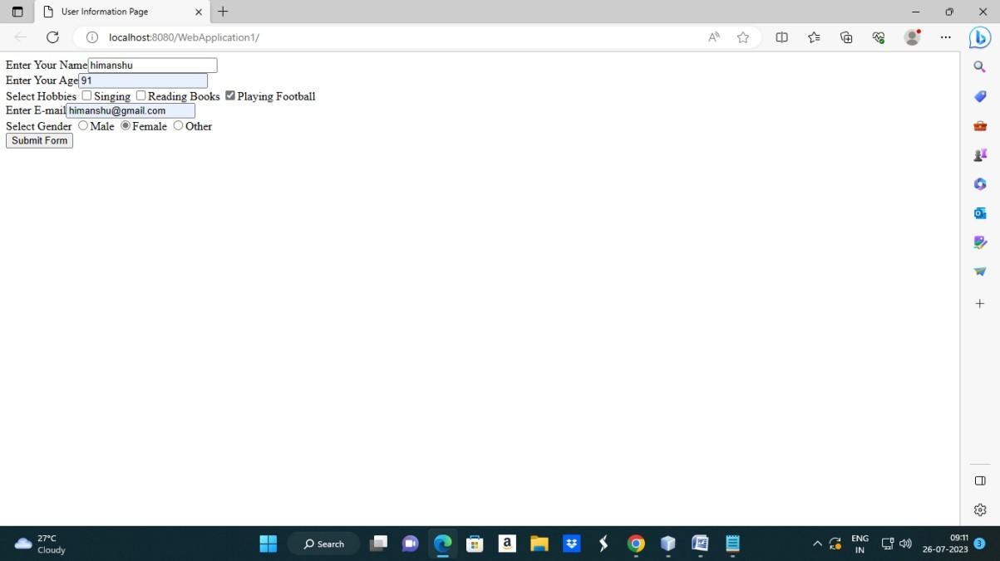 User Information Page
localhost:8080/WebApplication1/
Enter Your Name himanshu
Enter Your Age 91
Select Hobbies Singing Reading Books Playing Football
Enter E-mail himanshu@gmail.com
Select Gender Male Female Other
Submit Form
27°C
Cloudy
Search
ENG
IN
09:11
26-07-2023
3